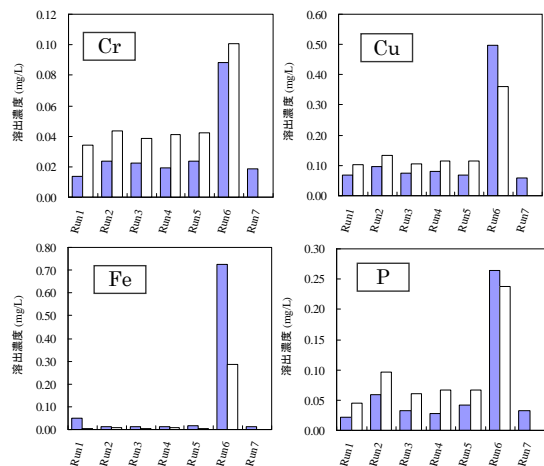 Cr
溶出濃度 (mg/L)
0.12
0.10
0.08
0.06
0.04
0.02
0.00
Run1
Run2
Run3
Run4
Run5
Run6
Run7
Cu
溶出濃度 (mg/L)
0.60
0.50
0.40
0.30
0.20
0.10
0.00
Run1
Run2
Run3
Run4
Run5
Run6
Run7
Fe
溶出濃度 (mg/L)
0.80
0.70
0.60
0.50
0.40
0.30
0.20
0.10
0.00
Run1
Run2
Run3
Run4
Run5
Run6
Run7
P
溶出濃度 (mg/L)
0.30
0.25
0.20
0.15
0.10
0.05
0.00
Run1
Run2
Run3
Run4
Run5
Run6
Run7